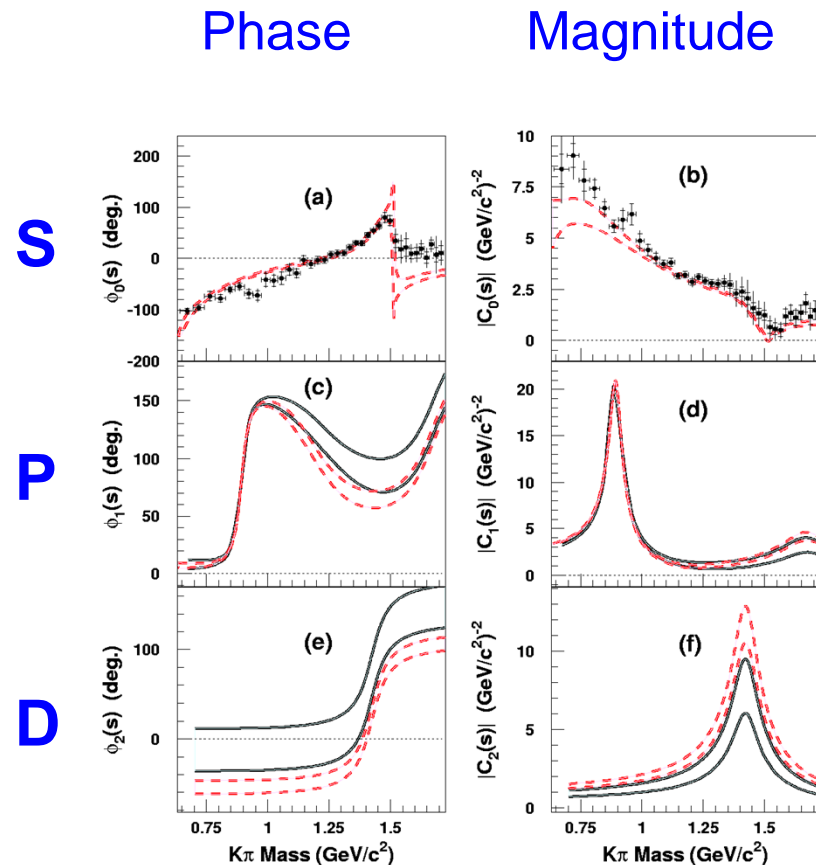 Phase
Magnitude
S
P
D
200
100
0
-100
-200
ϕ₀(s) (deg.)
(a)
10
7.5
5
2.5
0
|C₀(s)| (GeV/c²)⁻²
(b)
150
100
50
0
ϕ₁(s) (deg.)
(c)
20
15
10
5
0
|C₁(s)| (GeV/c²)⁻²
(d)
100
0
ϕ₂(s) (deg.)
(e)
10
5
0
|C₂(s)| (GeV/c²)⁻²
(f)
0.75 1 1.25 1.5
Kπ Mass (GeV/c²)
0.75 1 1.25 1.5
Kπ Mass (GeV/c²)